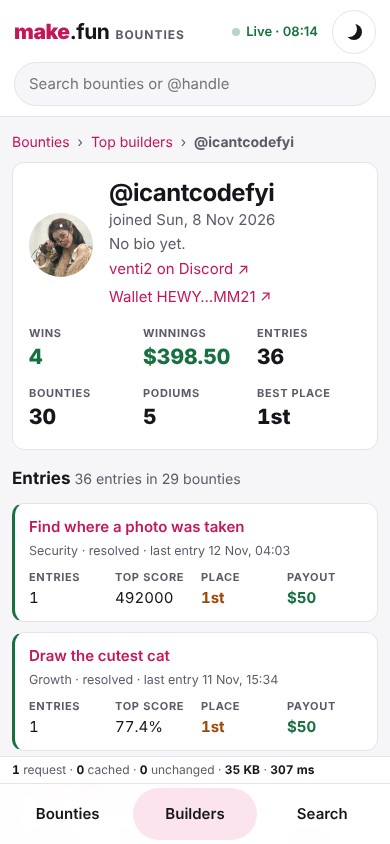 make.fun BOUNTIES
Live · 08:14
Search bounties or @handle
Bounties › Top builders › @icantcodefyi
@icantcodefyi
joined Sun, 8 Nov 2026
No bio yet.
venti2 on Discord ↗
Wallet HEWY…MM21 ↗
WINS WINNINGS ENTRIES
4 $398.50 36
BOUNTIES PODIUMS BEST PLACE
30 5 1st
Entries 36 entries in 29 bounties
Find where a photo was taken
Security · resolved · last entry 12 Nov, 04:03
ENTRIES TOP SCORE PLACE PAYOUT
1 492000 1st $50
Draw the cutest cat
Growth · resolved · last entry 11 Nov, 15:34
ENTRIES TOP SCORE PLACE PAYOUT
1 77.4% 1st $50
1 request · 0 cached · 0 unchanged · 35 KB · 307 ms
Bounties Builders Search